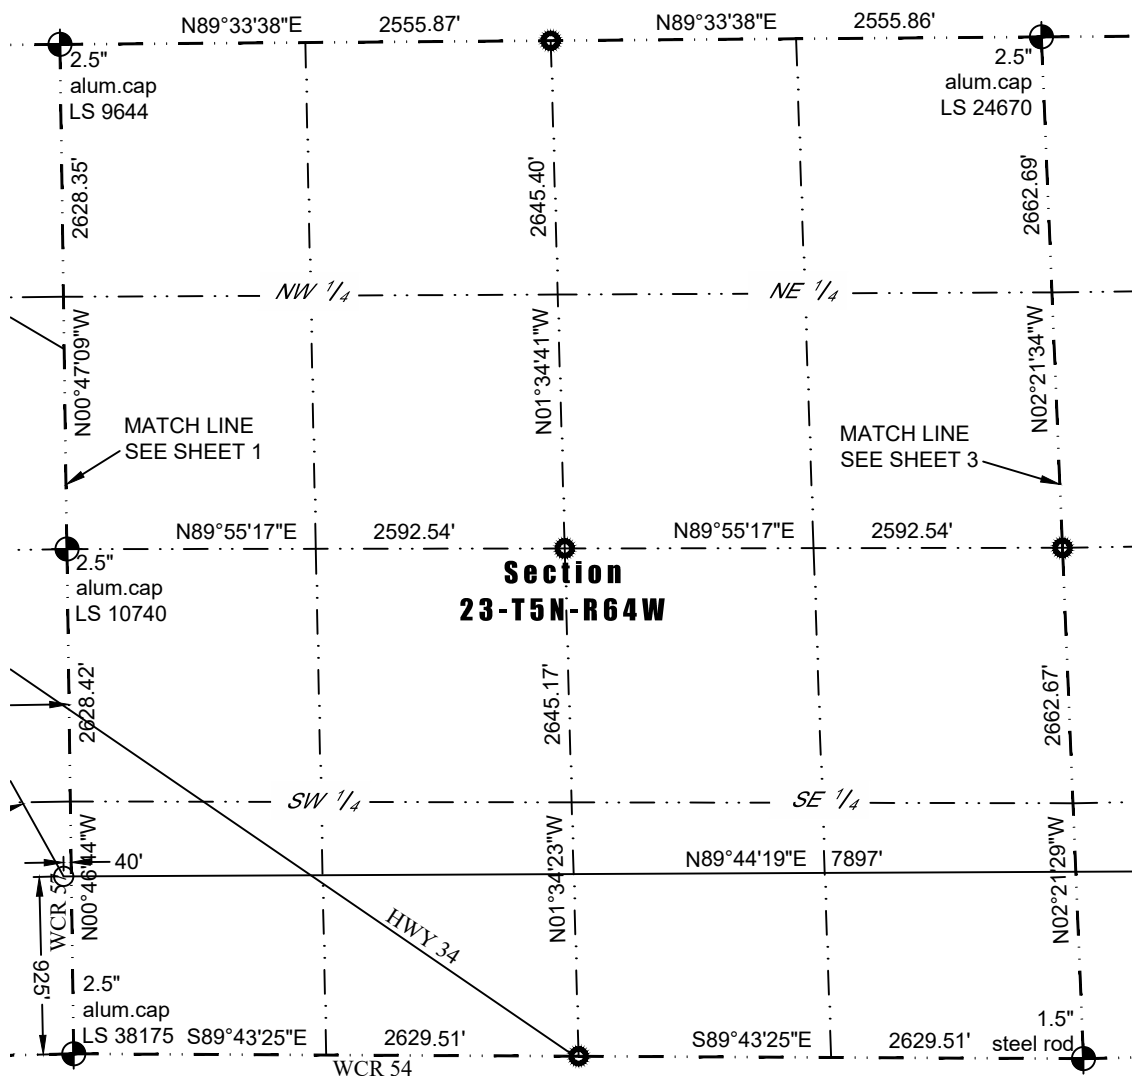 N89°33'38"E 2555.87' N89°33'38"E 2555.86'
2.5"
alum.cap
LS 9644
2.5"
alum.cap
LS 24670
2628.35'
2645.40'
2662.69'
NW 1/4
NE 1/4
N00°47'09"W
N01°34'41"W
N02°21'34"W
MATCH LINE
SEE SHEET 1
MATCH LINE
SEE SHEET 3
N89°55'17"E 2592.54' N89°55'17"E 2592.54'
2.5"
alum.cap
LS 10740
Section
23-T5N-R64W
2628.42'
2645.17'
2662.67'
SW 1/4
SE 1/4
N00°46'44"W
N01°34'23"W
N02°21'29"W
40'
N89°44'19"E 7897'
WCR 57
HWY 34
925'
2.5"
alum.cap
LS 38175
S89°43'25"E 2629.51' S89°43'25"E 2629.51'
1.5"
steel rod
WCR 54